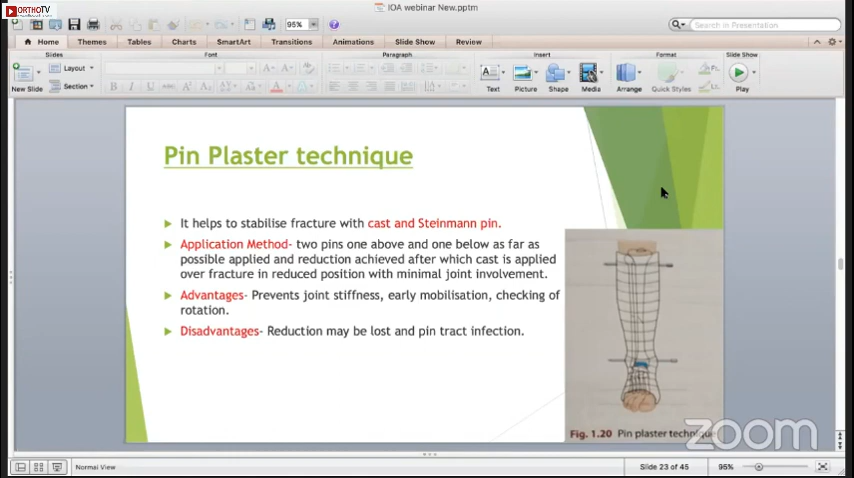 ORTHOTV
IOA webinar New.pptm
95%
Search in Presentation
Home Themes Tables Charts SmartArt Transitions Animations Slide Show Review
Slides Font Paragraph Insert Format Slide Show
New Slide Layout Section
B I U
Text Picture Shape Media Arrange Quick Styles Play
Pin Plaster technique
It helps to stabilise fracture with cast and Steinmann pin.
Application Method- two pins one above and one below as far as
possible applied and reduction achieved after which cast is applied
over fracture in reduced position with minimal joint involvement.
Advantages- Prevents joint stiffness, early mobilisation, checking of
rotation.
Disadvantages- Reduction may be lost and pin tract infection.
Fig. 1.20 Pin plaster technique
zoom
Normal View Slide 23 of 45 95%